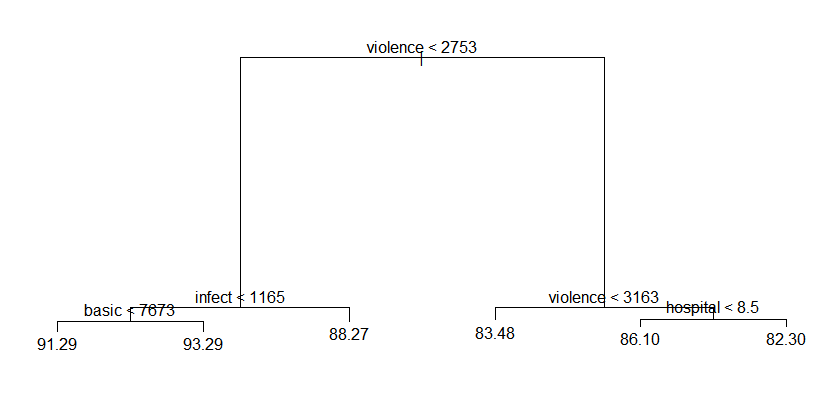 violence < 2753
infect < 1165
violence < 3163
basic < 7673
hospital < 8.5
91.29
93.29
88.27
83.48
86.10
82.30